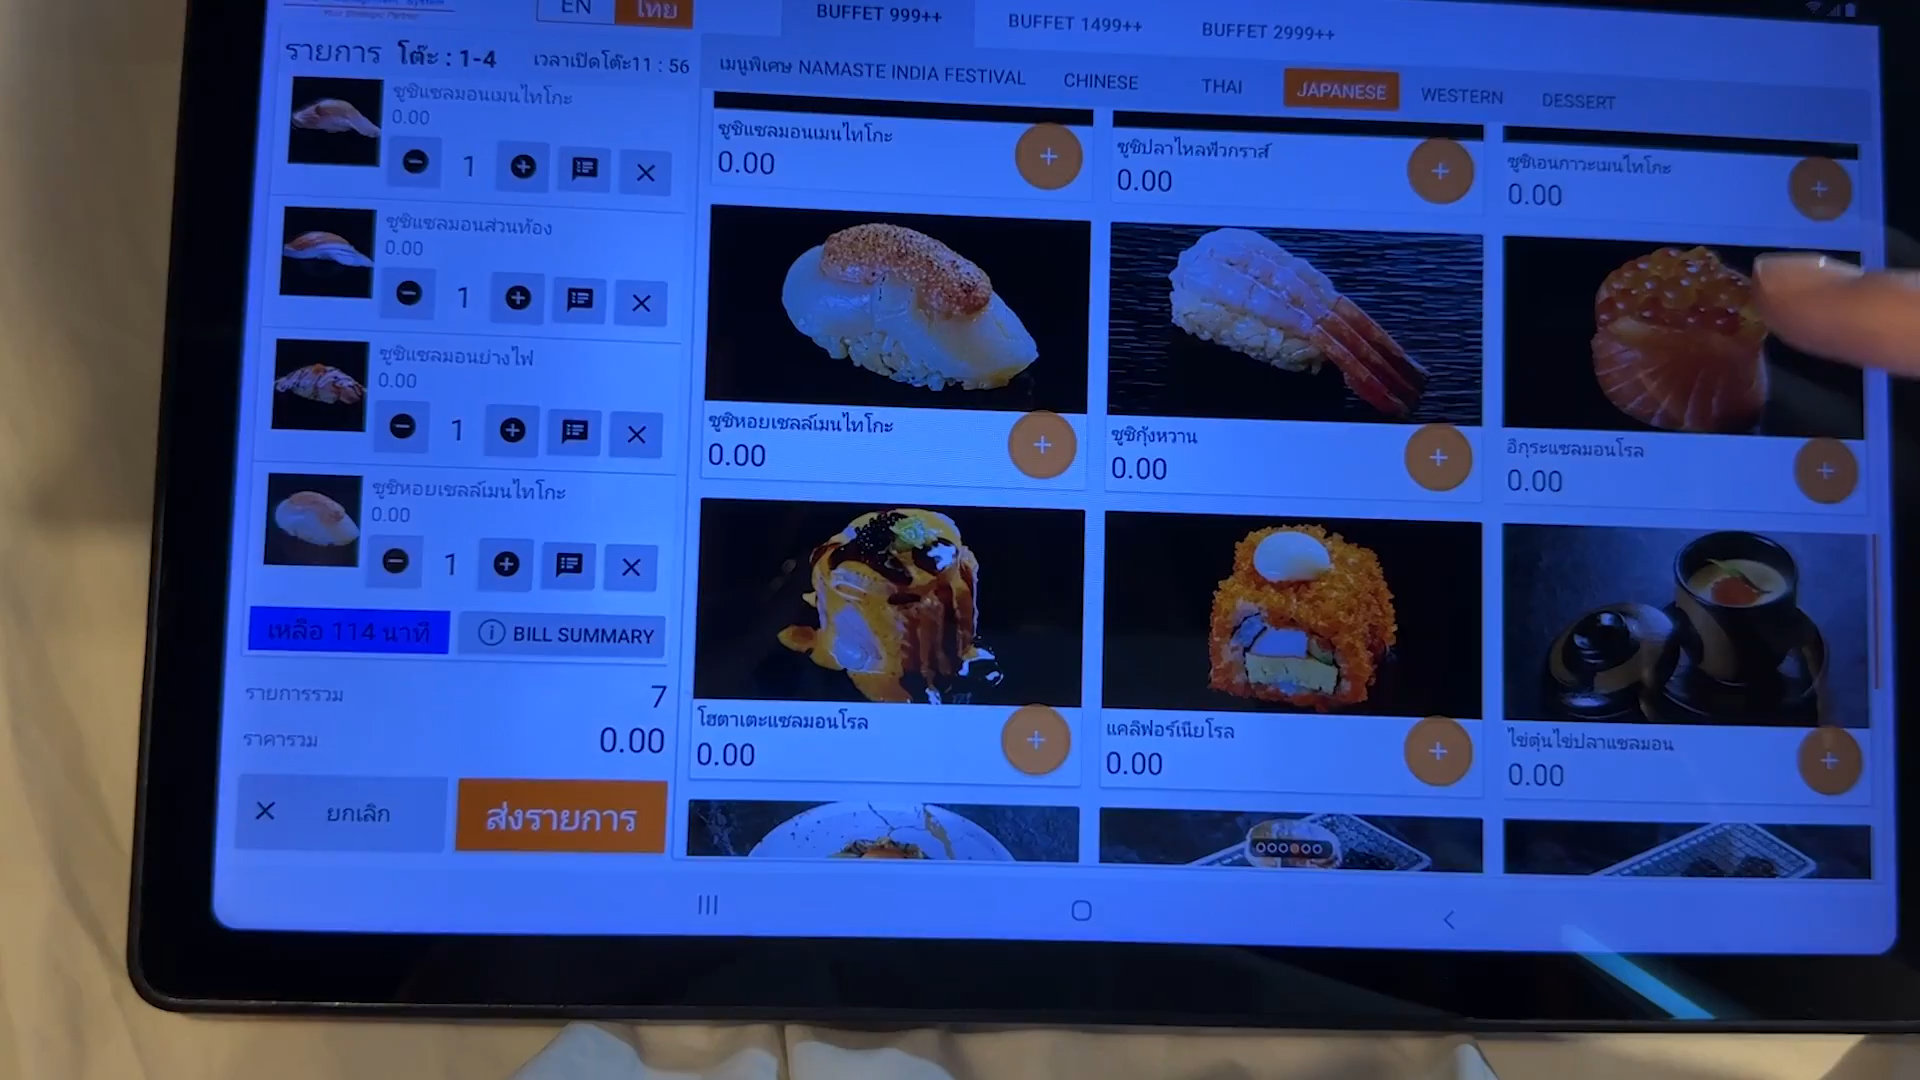 Your Strategic Partner
EN
ไทย
BUFFET 999++
BUFFET 1499++
BUFFET 2999++
รายการ โต๊ะ : 1-4
เวลาเปิดโต๊ะ11 : 56
เมนูพิเศษ NAMASTE INDIA FESTIVAL
CHINESE
THAI
JAPANESE
WESTERN
DESSERT
ซูชิแซลมอนเมนไทโกะ
0.00
1
ซูชิแซลมอนส่วนท้อง
0.00
1
ซูชิแซลมอนย่างไฟ
0.00
1
ซูชิหอยเชลล์เมนไทโกะ
0.00
1
เหลือ 114 นาที
BILL SUMMARY
รายการรวม
7
ราคารวม
0.00
ยกเลิก
ส่งรายการ
ซูชิแซลมอนเมนไทโกะ
0.00
ซูชิปลาไหลฟัวกราส์
0.00
ซูชิเอนกาวะเมนไทโกะ
0.00
ซูชิหอยเชลล์เมนไทโกะ
0.00
ซูชิกุ้งหวาน
0.00
อิกุระแซลมอนโรล
0.00
โฮตาเตะแซลมอนโรล
0.00
แคลิฟอร์เนียโรล
0.00
ไข่ตุ๋นไข่ปลาแซลมอน
0.00